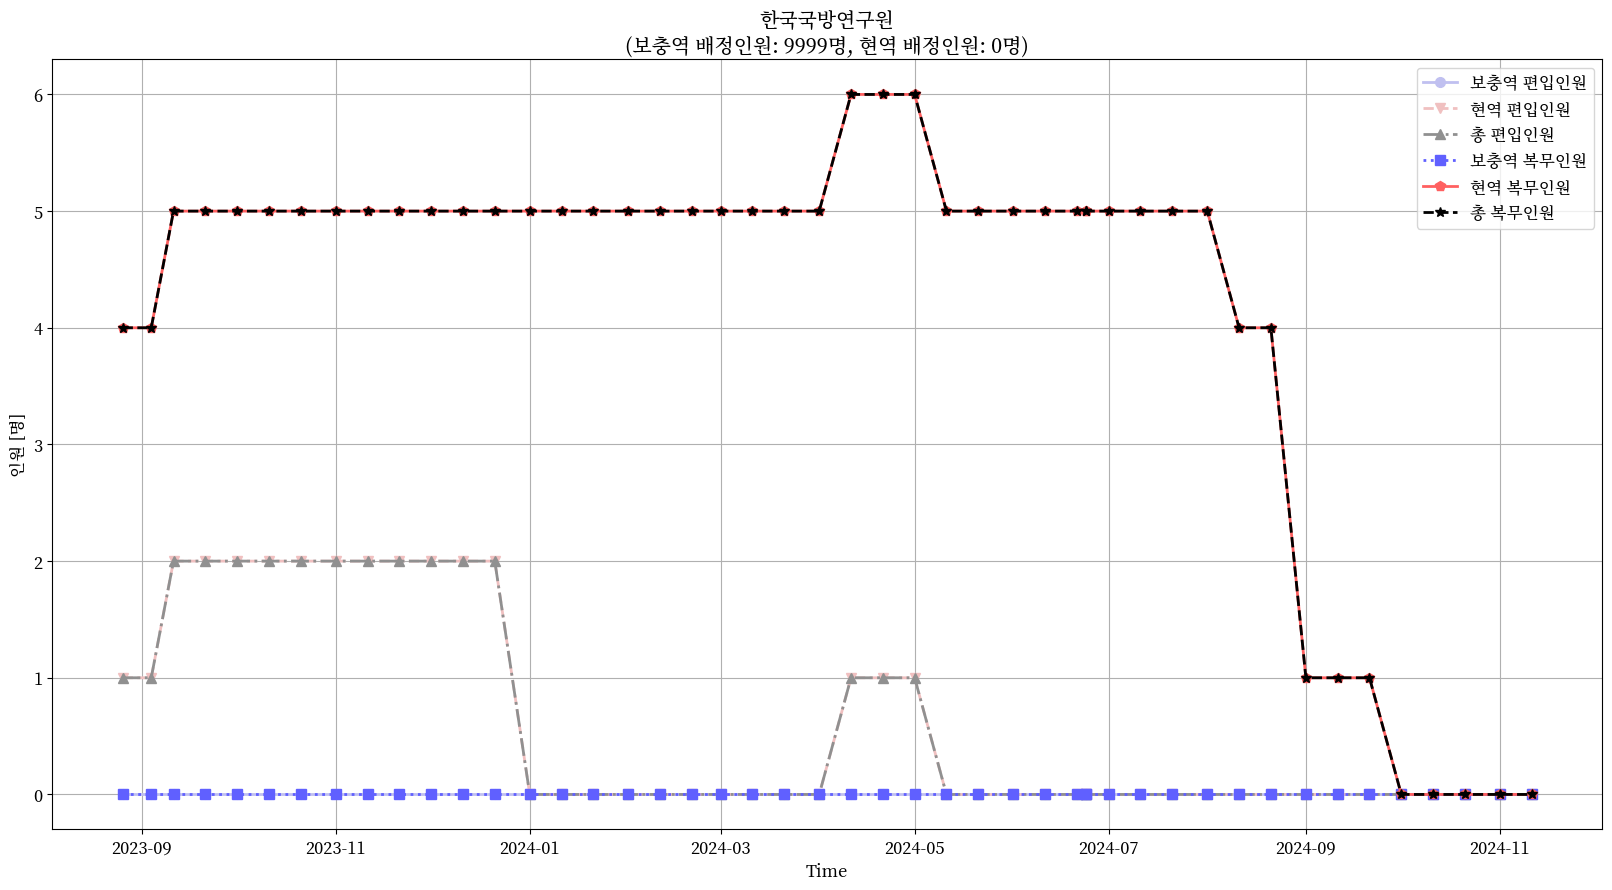 한국국방연구원
(보충역 배정인원: 9999명, 현역 배정인원: 0명)
보충역 편입인원
현역 편입인원
총 편입인원
보충역 복무인원
현역 복무인원
총 복무인원
인원 [명]
6
5
4
3
2
1
0
2023-09
2023-11
2024-01
2024-03
2024-05
2024-07
2024-09
2024-11
Time